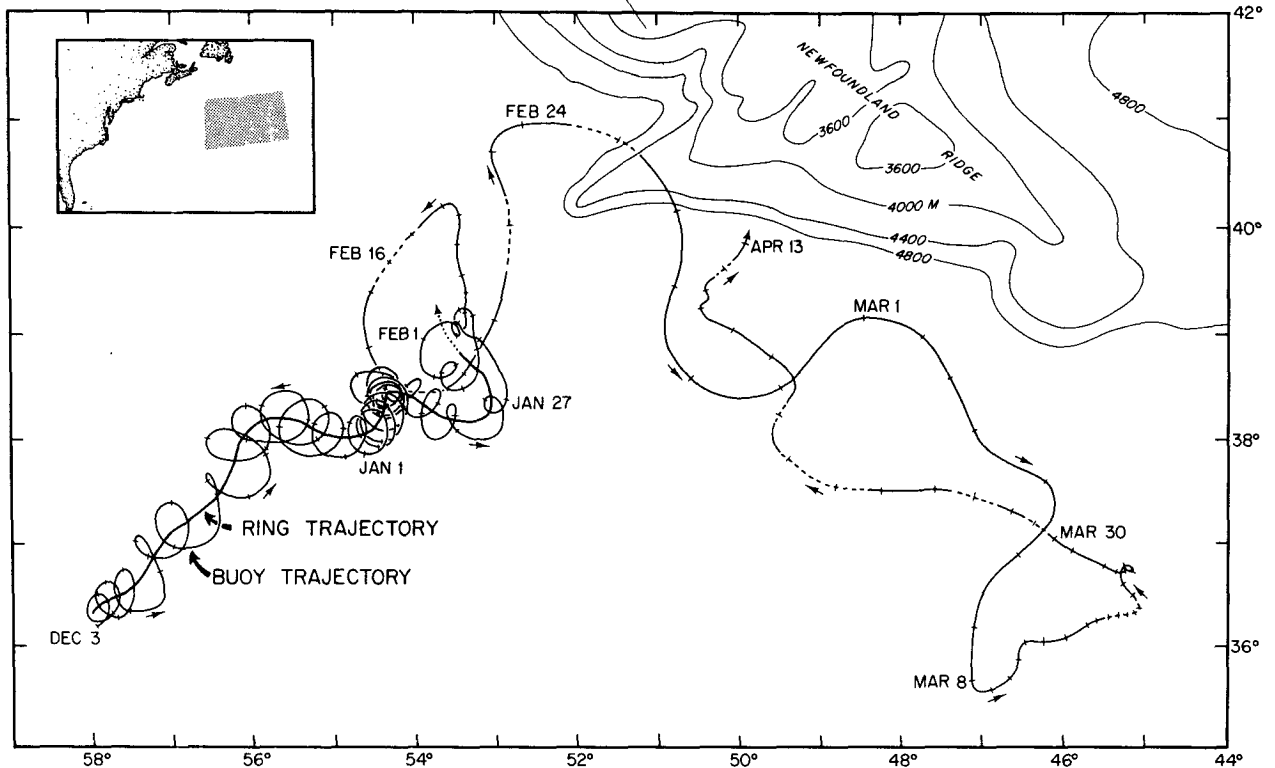 42°
NEWFOUNDLAND
RIDGE
4800
3600
3600
FEB 24
4000 M
40°
4400
4800
APR 13
FEB 16
MAR 1
FEB 1
JAN 27
38°
JAN 1
RING TRAJECTORY
MAR 30
BUOY TRAJECTORY
DEC 3
36°
MAR 8
58°
56°
54°
52°
50°
48°
46°
44°